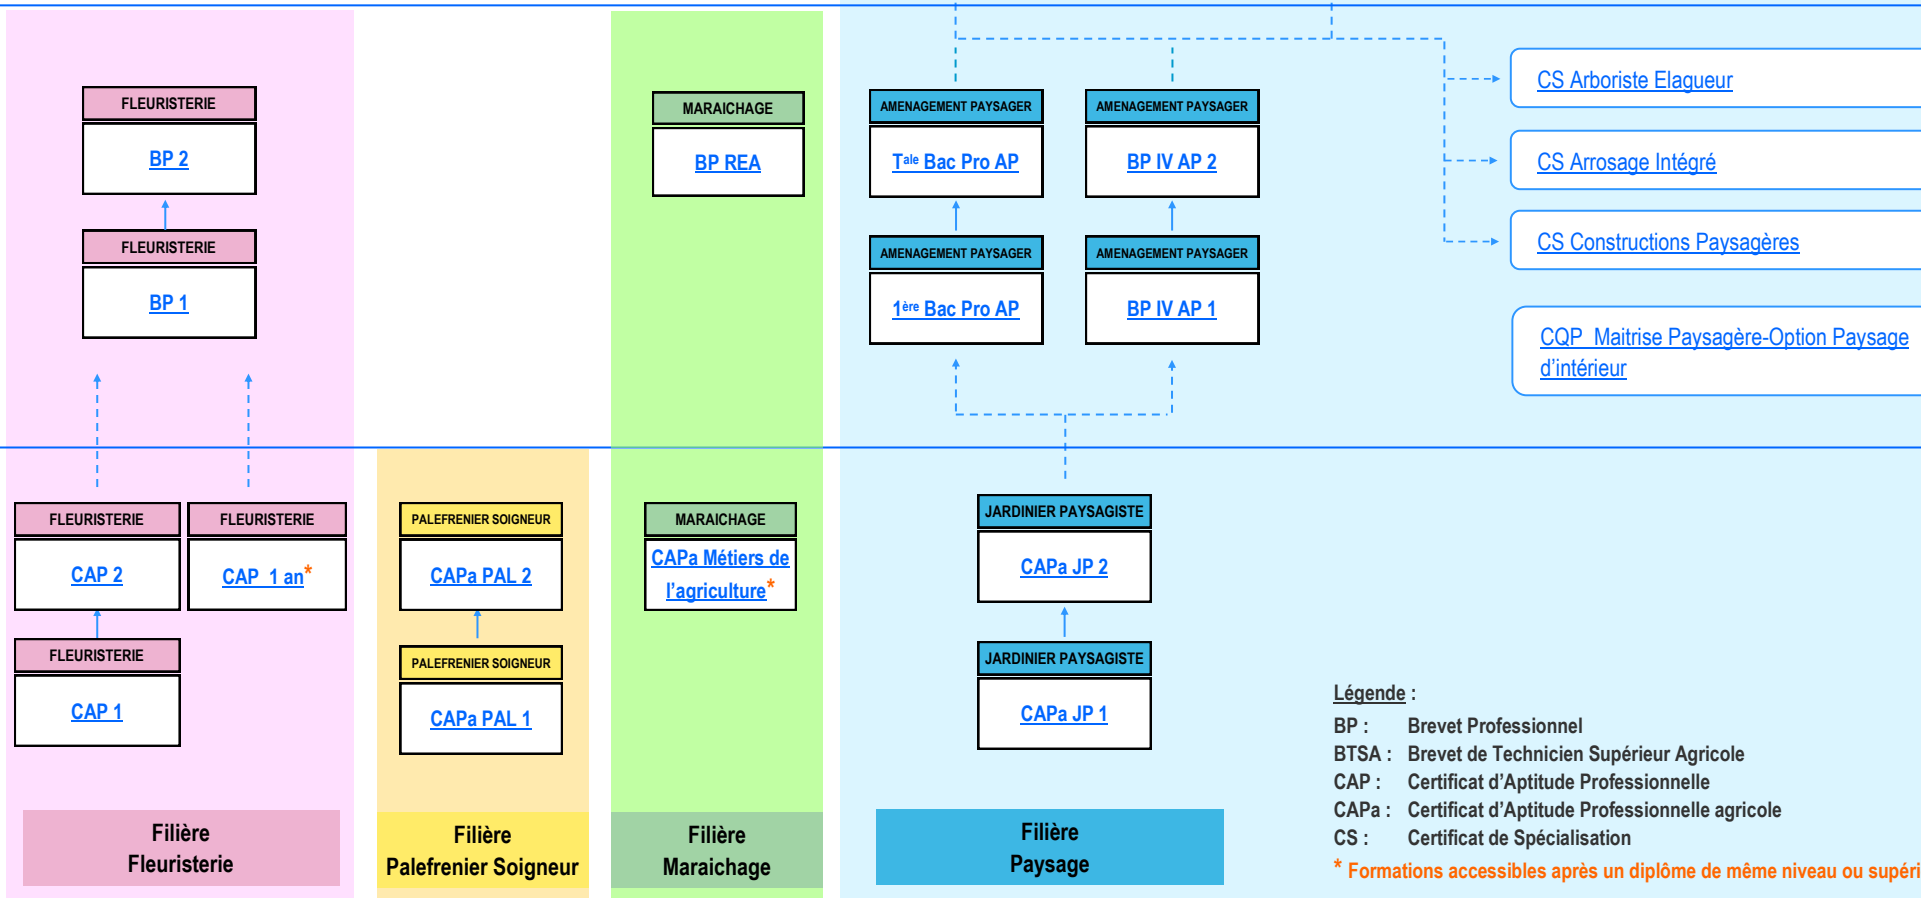 FLEURISTERIE
BP 2
FLEURISTERIE
BP 1
FLEURISTERIE
CAP 2
FLEURISTERIE
CAP 1 an*
FLEURISTERIE
CAP 1
Filière
Fleuristerie
PALEFRENIER SOIGNEUR
CAPa PAL 2
PALEFRENIER SOIGNEUR
CAPa PAL 1
Filière
Palefrenier Soigneur
MARAICHAGE
BP REA
MARAICHAGE
CAPa Métiers de
l'agriculture*
Filière
Maraichage
AMENAGEMENT PAYSAGER
Tale Bac Pro AP
AMENAGEMENT PAYSAGER
BP IV AP 2
AMENAGEMENT PAYSAGER
1ère Bac Pro AP
AMENAGEMENT PAYSAGER
BP IV AP 1
JARDINIER PAYSAGISTE
CAPa JP 2
JARDINIER PAYSAGISTE
CAPa JP 1
Filière
Paysage
CS Arboriste Elagueur
CS Arrosage Intégré
CS Constructions Paysagères
CQP Maitrise Paysagère-Option Paysage
d'intérieur
Légende :
BP : Brevet Professionnel
BTSA : Brevet de Technicien Supérieur Agricole
CAP : Certificat d'Aptitude Professionnelle
CAPa : Certificat d'Aptitude Professionnelle agricole
CS : Certificat de Spécialisation
* Formations accessibles après un diplôme de même niveau ou supéri